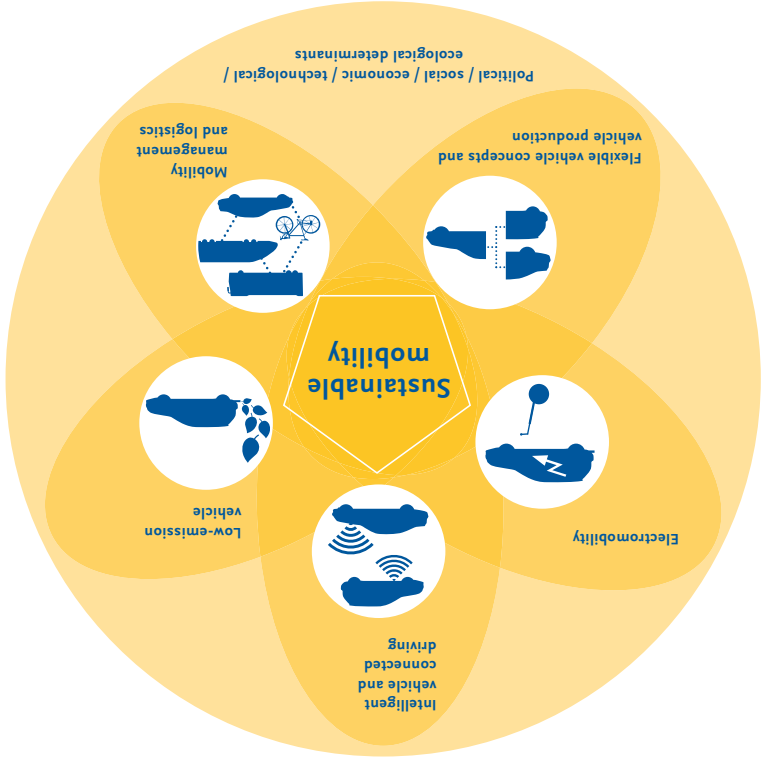 Intelligent
vehicle and
connected
driving
Electromobility
Low-emission
vehicle
Sustainable
mobility
Flexible vehicle concepts and
vehicle production
Mobility
management
and logistics
Political / social / economic / technological /
ecological determinants